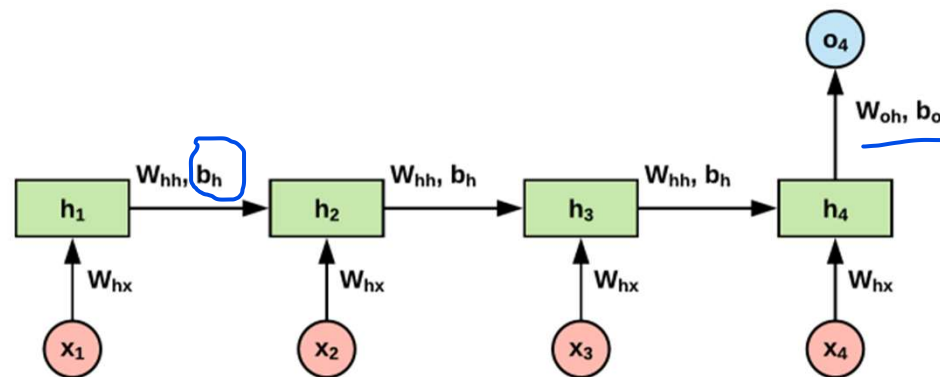 o₄
Wₒₕ, bₒ
Wₕₕ, bₕ Wₕₕ, bₕ Wₕₕ, bₕ
h₁ h₂ h₃ h₄
Wₕₓ Wₕₓ Wₕₓ Wₕₓ
x₁ x₂ x₃ x₄